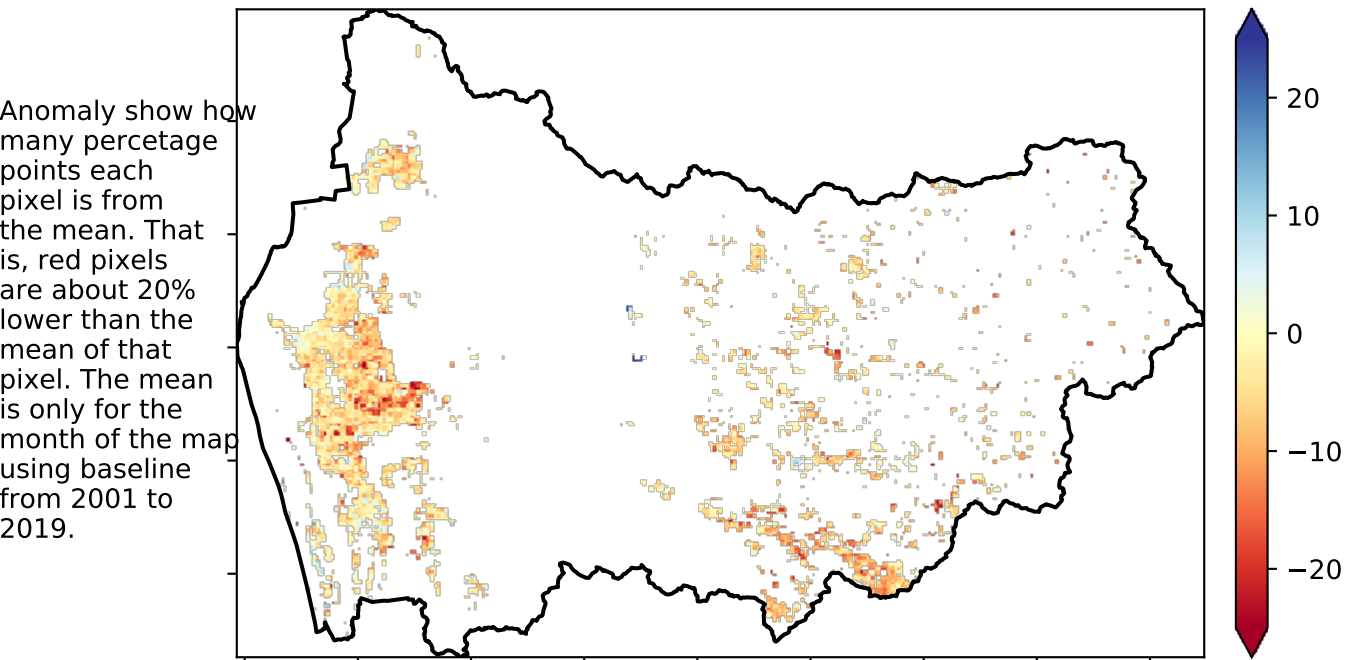 Anomaly show how
many percetage
points each
pixel is from
the mean. That
is, red pixels
are about 20%
lower than the
mean of that
pixel. The mean
is only for the
month of the map
using baseline
from 2001 to
2019.
20
10
0
−10
−20